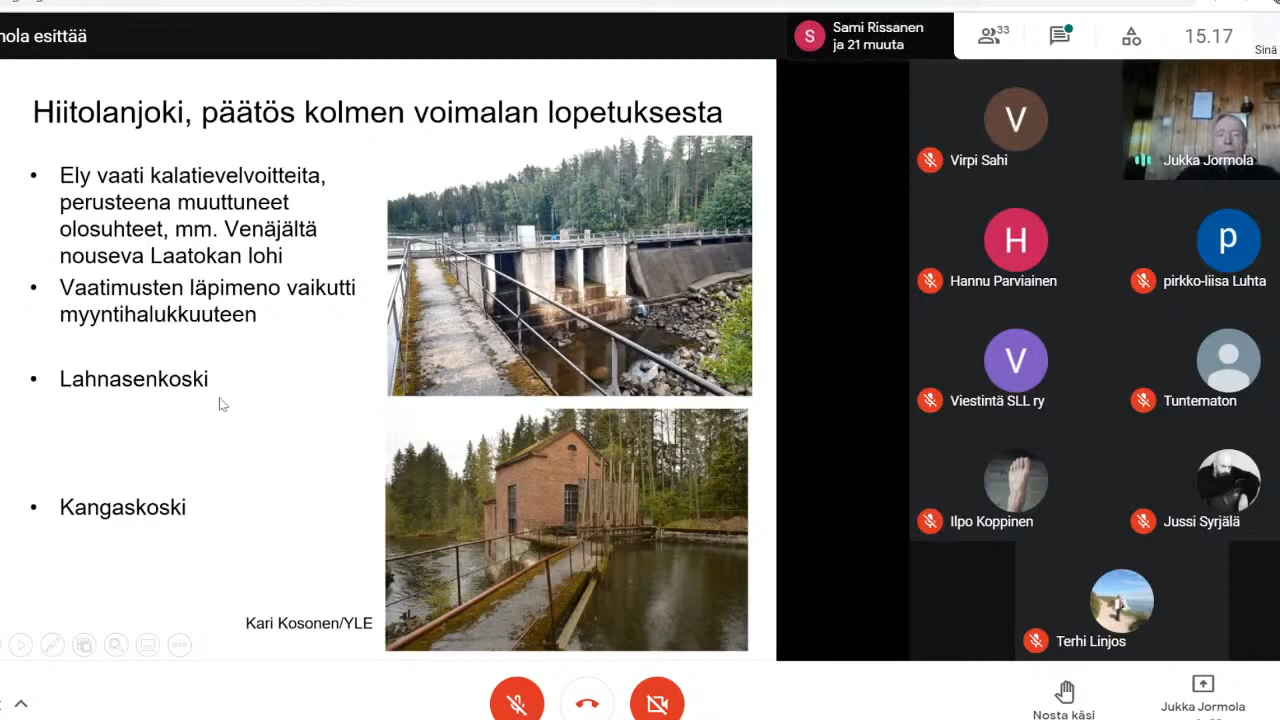 nola esittää
Sami Rissanen
ja 21 muuta
33
15.17
Sinä
Hiitolanjoki, päätös kolmen voimalan lopetuksesta
• Ely vaati kalatievelvoitteita,
perusteena muuttuneet
olosuhteet, mm. Venäjältä
nouseva Laatokan lohi
• Vaatimusten läpimeno vaikutti
myyntihalukkuuteen
• Lahnasenkoski
• Kangaskoski
Kari Kosonen/YLE
S
V
Virpi Sahi
Jukka Jormola
H
Hannu Parviainen
p
pirkko-liisa Luhta
V
Viestintä SLL ry
Tuntematon
Ilpo Koppinen
Jussi Syrjälä
Terhi Linjos
Nosta käsi
Jukka Jormola